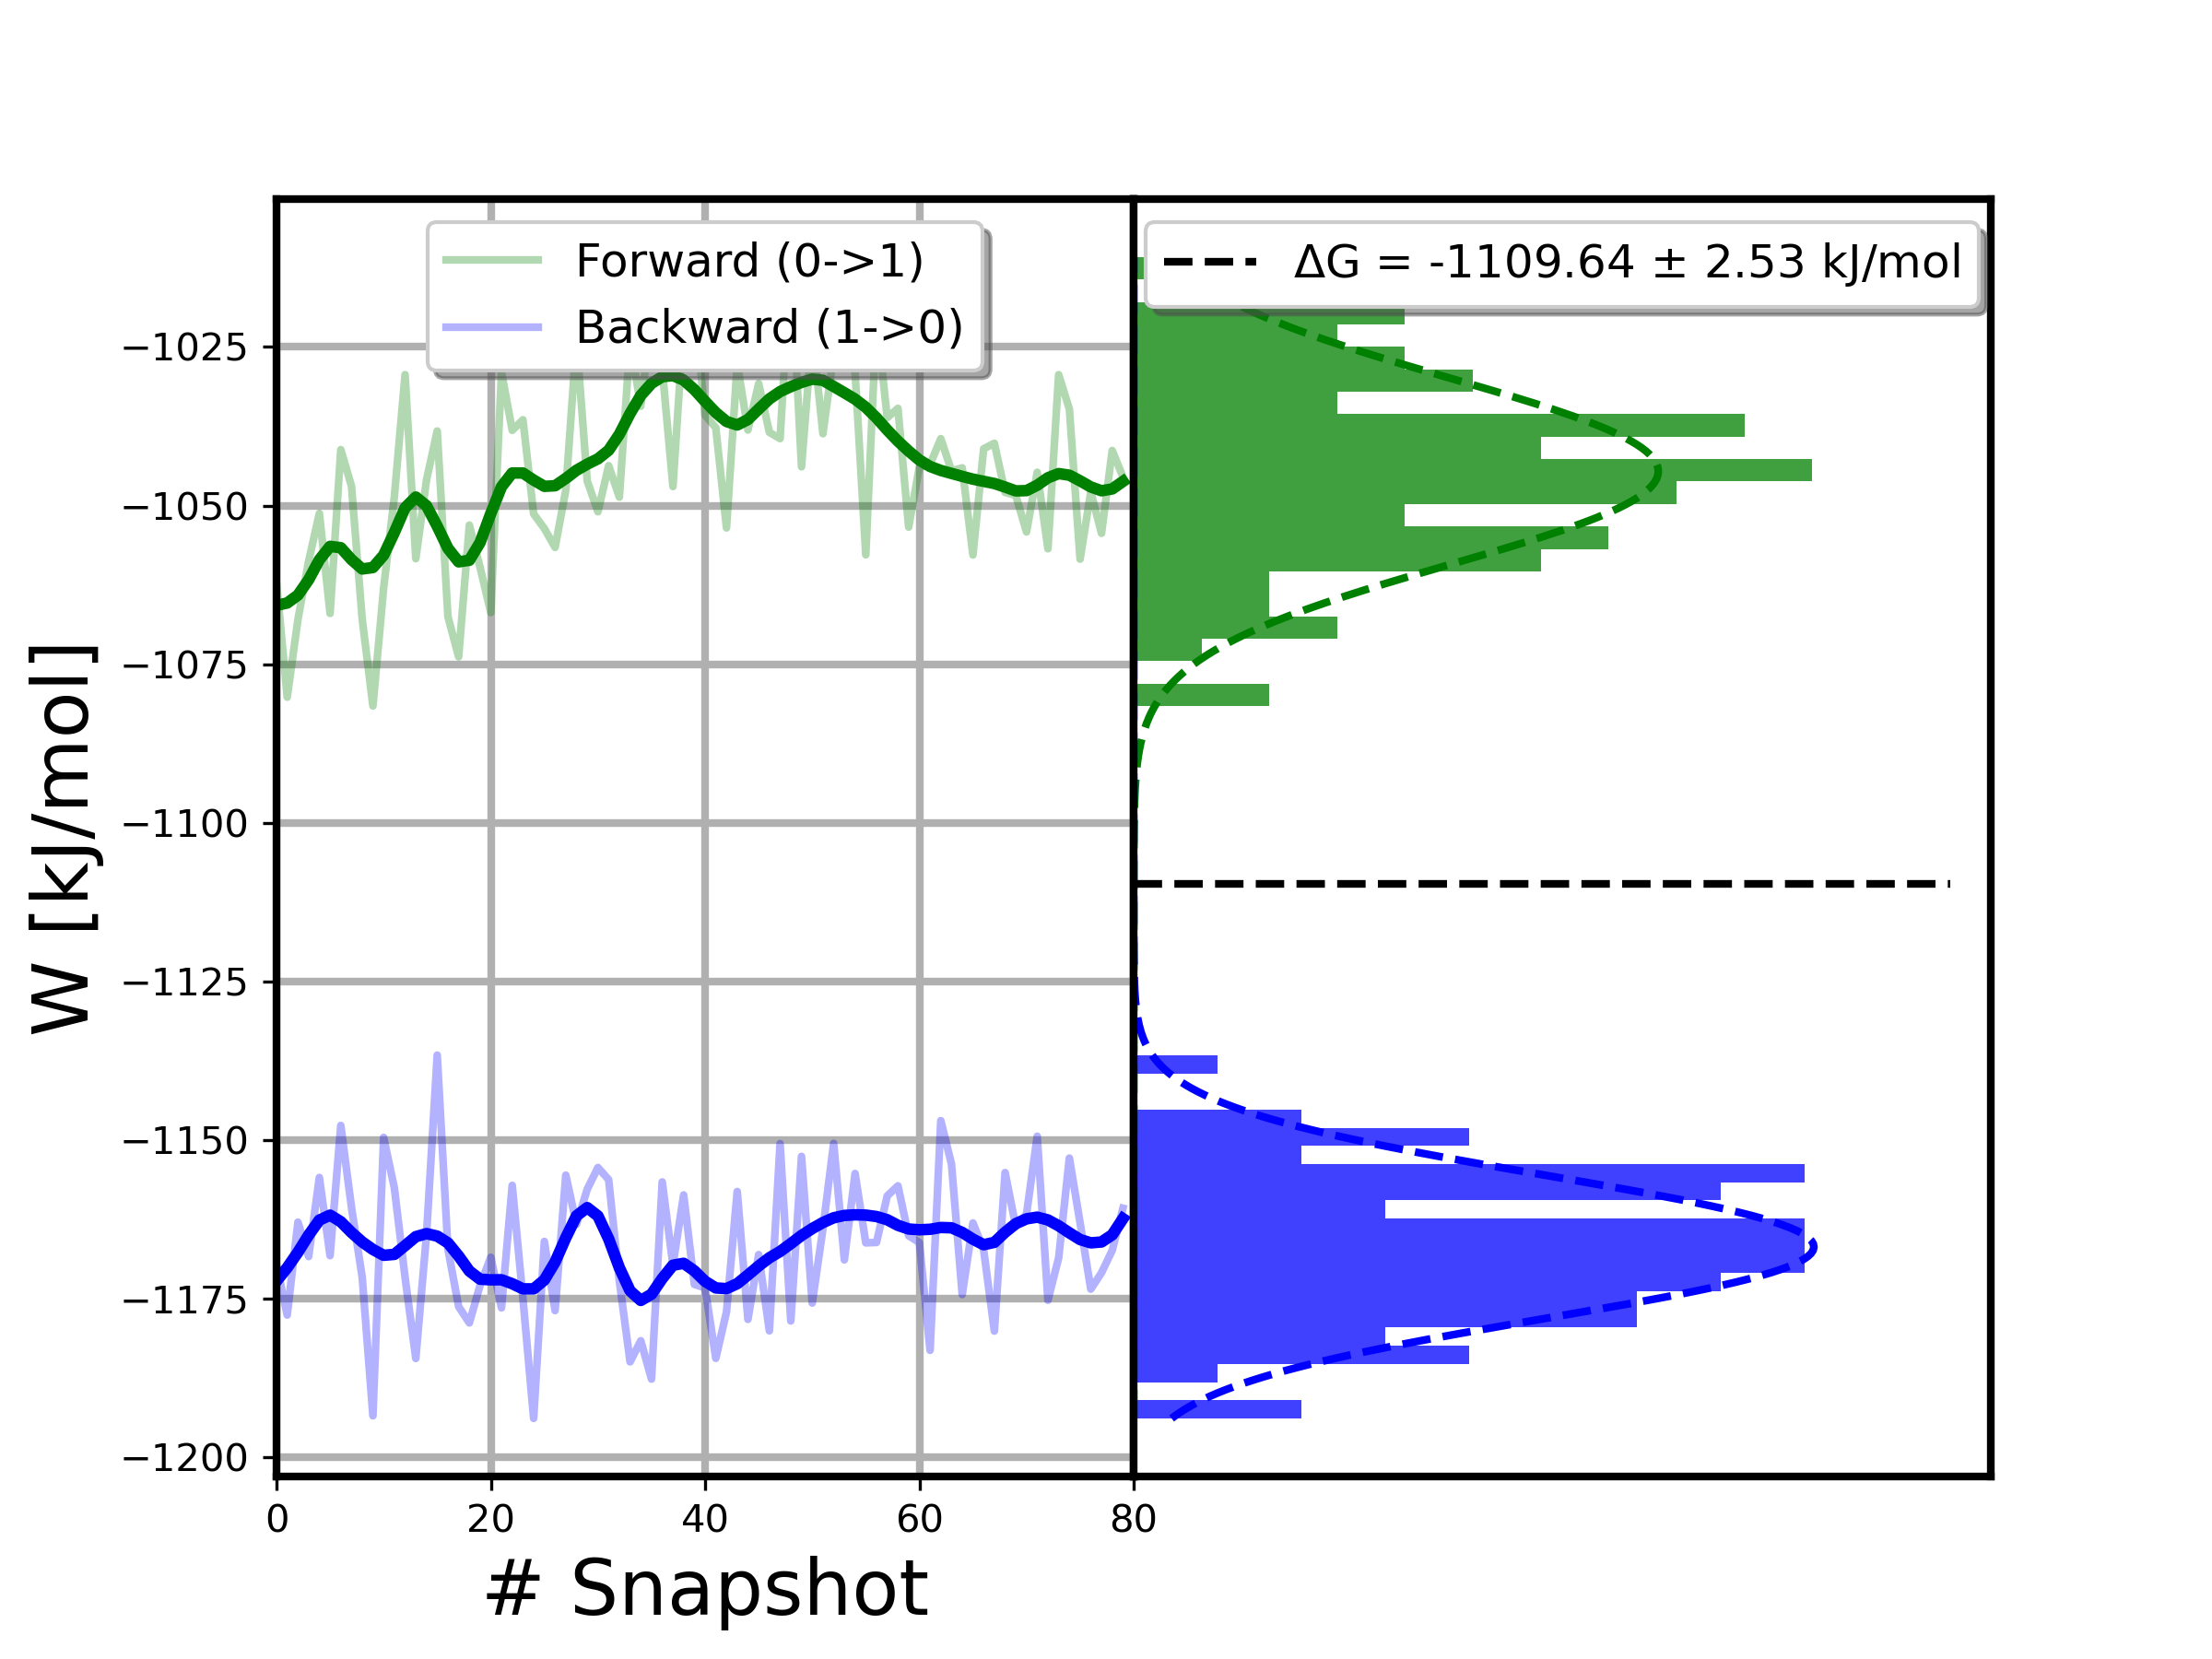 Forward (0->1)
Backward (1->0)
ΔG = -1109.64 ± 2.53 kJ/mol
W [kJ/mol]
−1025
−1050
−1075
−1100
−1125
−1150
−1175
−1200
0 20 40 60 80
# Snapshot